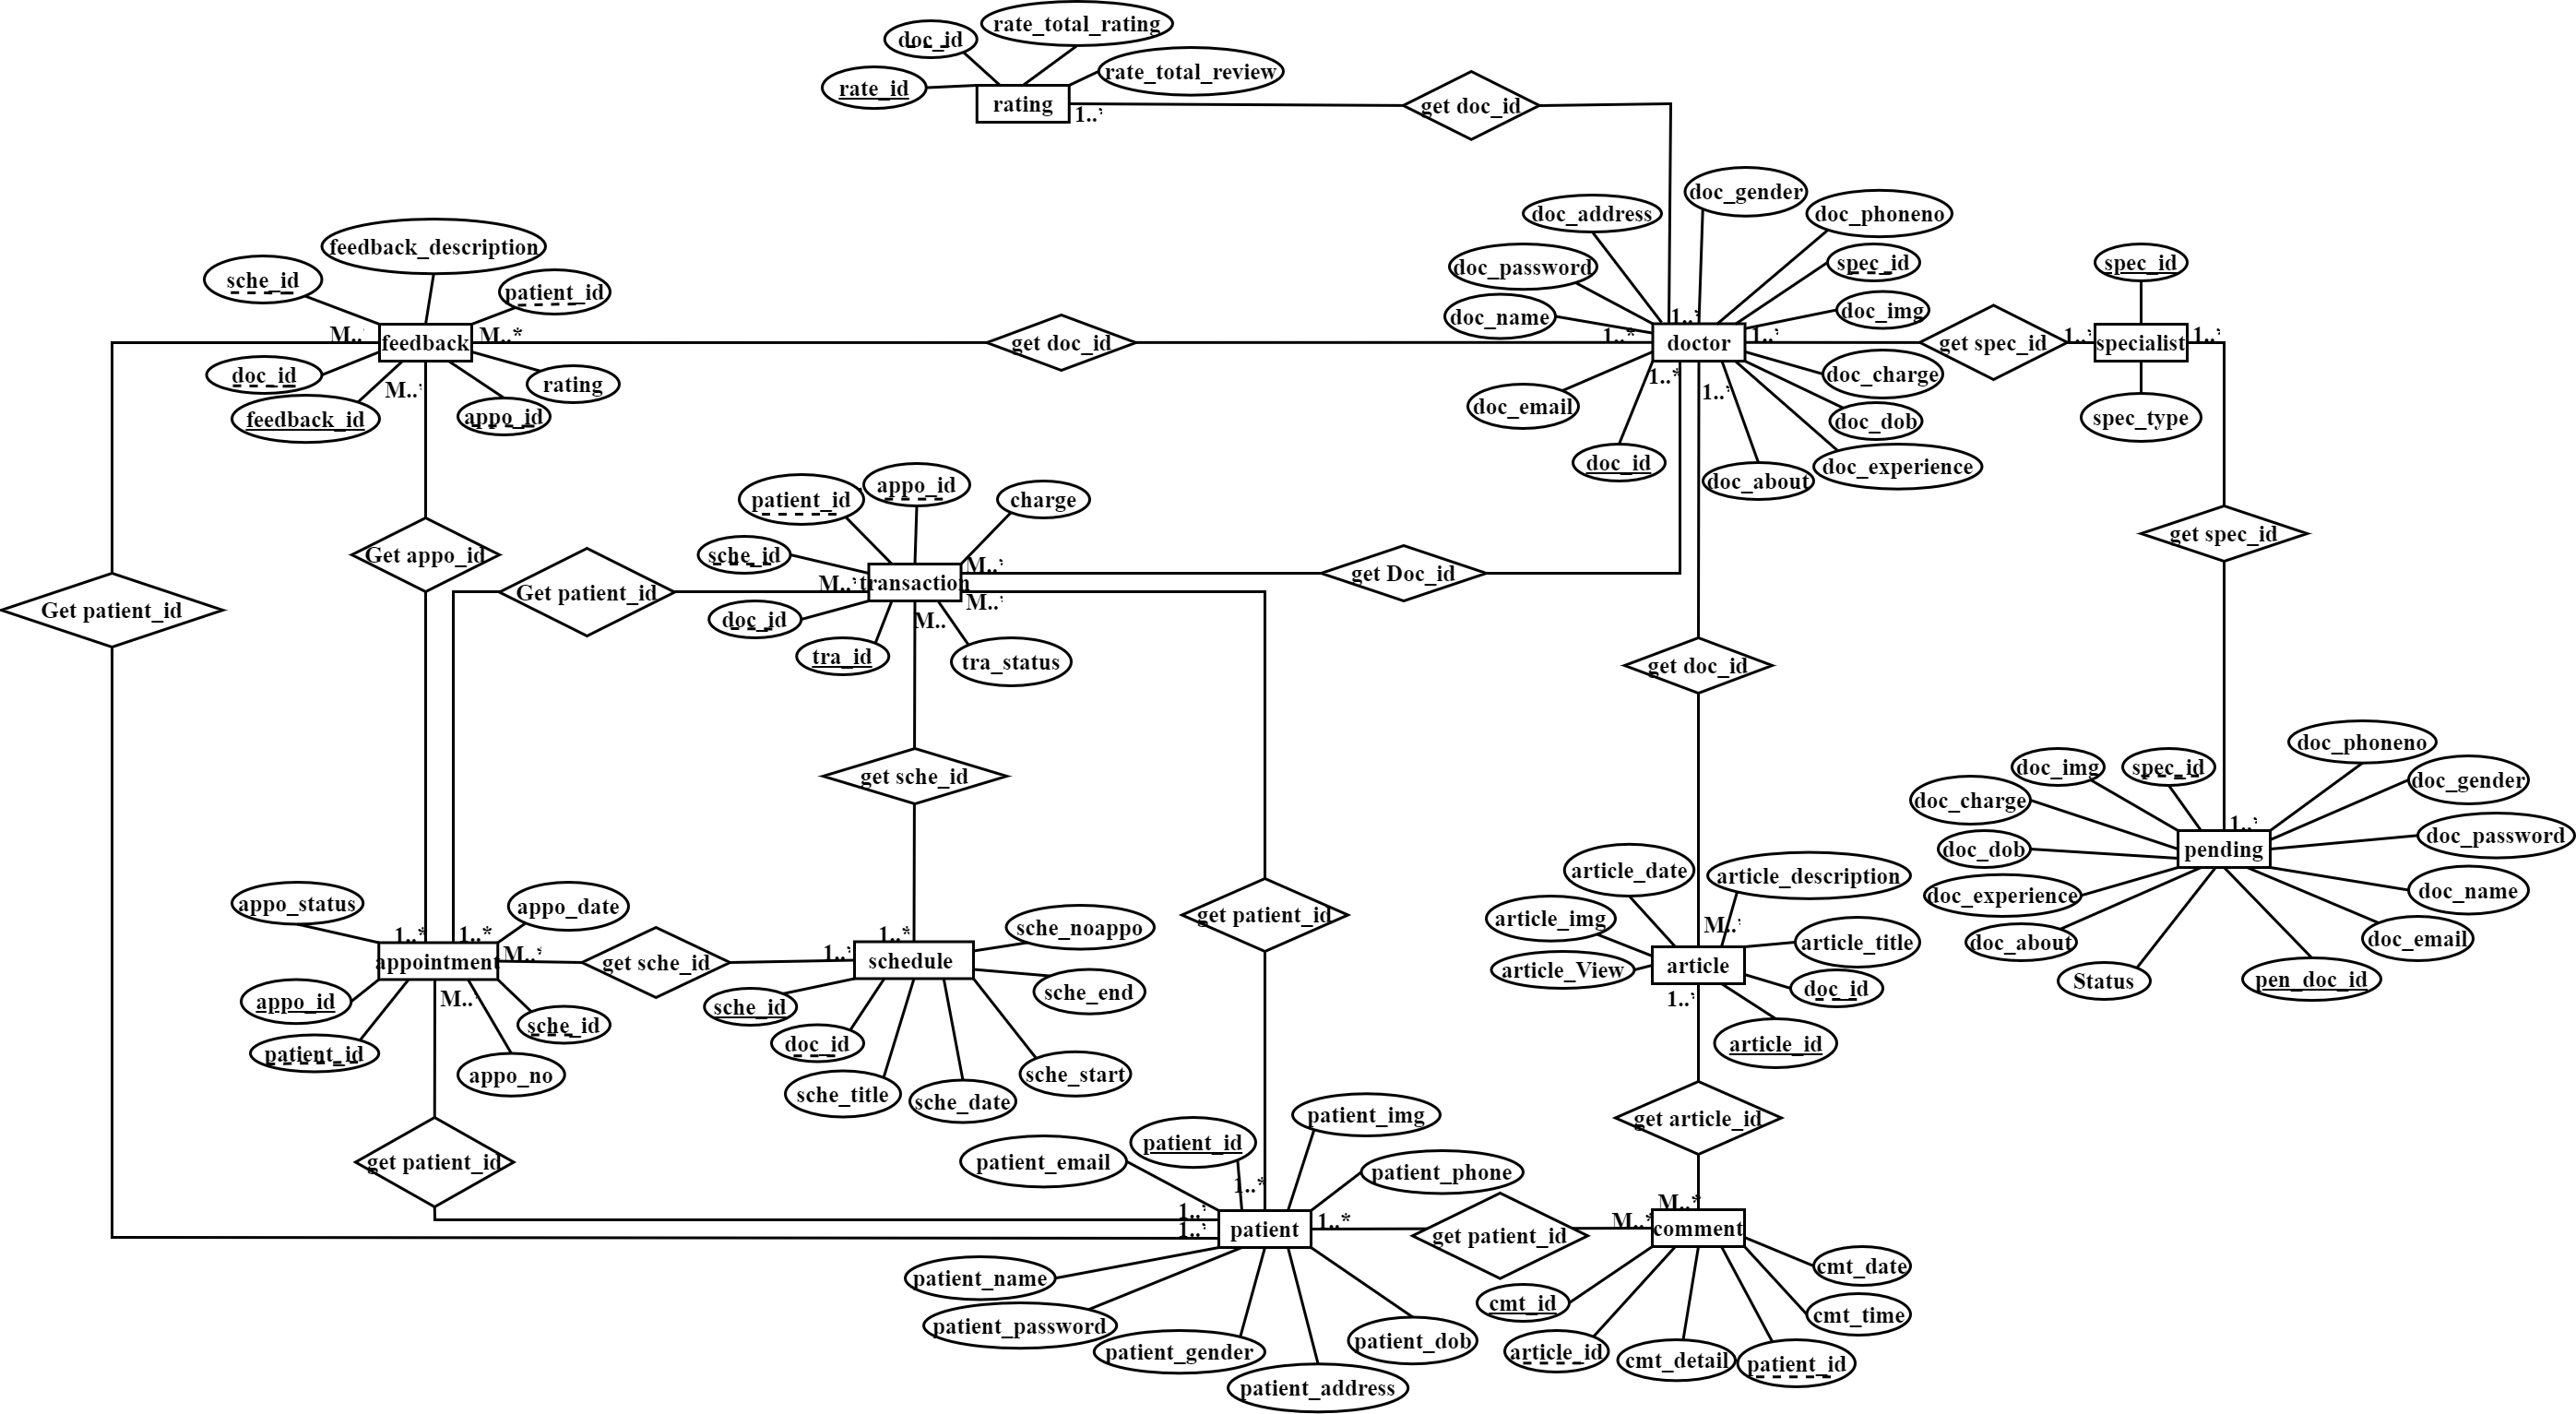 rate_total_rating
doc_id
rate_total_review
rate_id
rating
get doc_id
1..*
doc_gender
doc_address
doc_phoneno
feedback_description
spec_id
spec_id
doc_password
sche_id
patient_id
doc_img
doc_name
1..*
M..
M..*
1..*
1..*
1..*
1..*
feedback
get doc_id
doctor
get spec_id
specialist
doc_id
rating
1..*
doc_charge
M..*
1..*
doc_email
feedback_id
appo_id
doc_dob
spec_type
doc_id
doc_experience
doc_about
patient_id
appo_id
charge
get spec_id
Get appo_id
sche_id
M..*
get Doc_id
M..*
transaction
Get patient_id
M..*
Get patient_id
doc_id
M..
tra_id
tra_status
get doc_id
doc_phoneno
doc_img
spec_id
get sche_id
doc_gender
doc_charge
1..*
doc_password
doc_dob
pending
article_date
article_description
doc_name
doc_experience
appo_status
appo_date
get patient_id
article_img
M..*
sche_noappo
1..*
1..*
1..*
doc_email
doc_about
article_title
M..*
1..*
appointment
get sche_id
schedule
article
article_View
Status
pen_doc_id
doc_id
sche_end
appo_id
M..*
1..*
sche_id
sche_id
doc_id
article_id
patient_id
appo_no
sche_start
sche_title
sche_date
patient_img
get article_id
patient_id
patient_email
get patient_id
patient_phone
1..*
M..*
1..*
1..*
1..*
M..*
patient
get patient_id
comment
cmt_date
patient_name
cmt_id
cmt_time
patient_password
patient_dob
patient_gender
article_id
cmt_detail
patient_id
patient_address